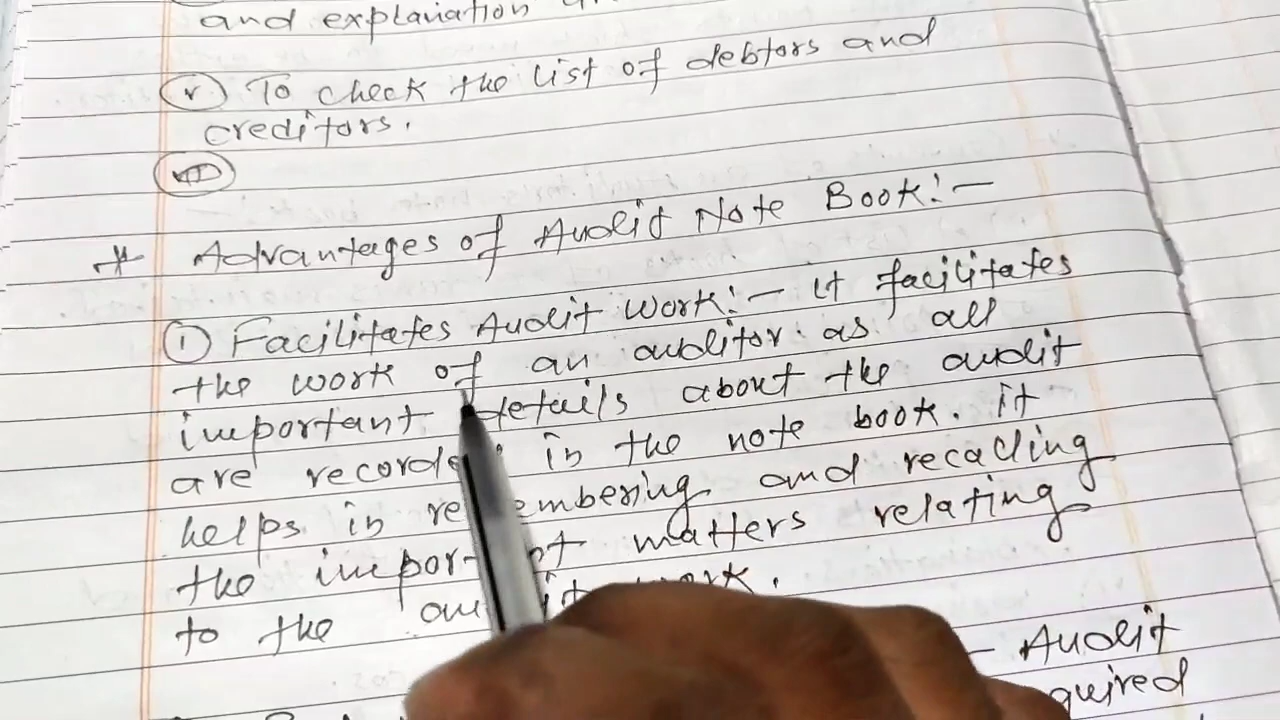 and explanation
(v) To check the list of debtors and
creditors.
* Advantages of Audit Note Book:-
(1) Facilitates Audit Work:- it facilitates
the work of an auditor as all
important details about the audit
are recorded in the note book. it
helps in remembering and recalling
the important matters relating
to the audit work.
- Audit
quired